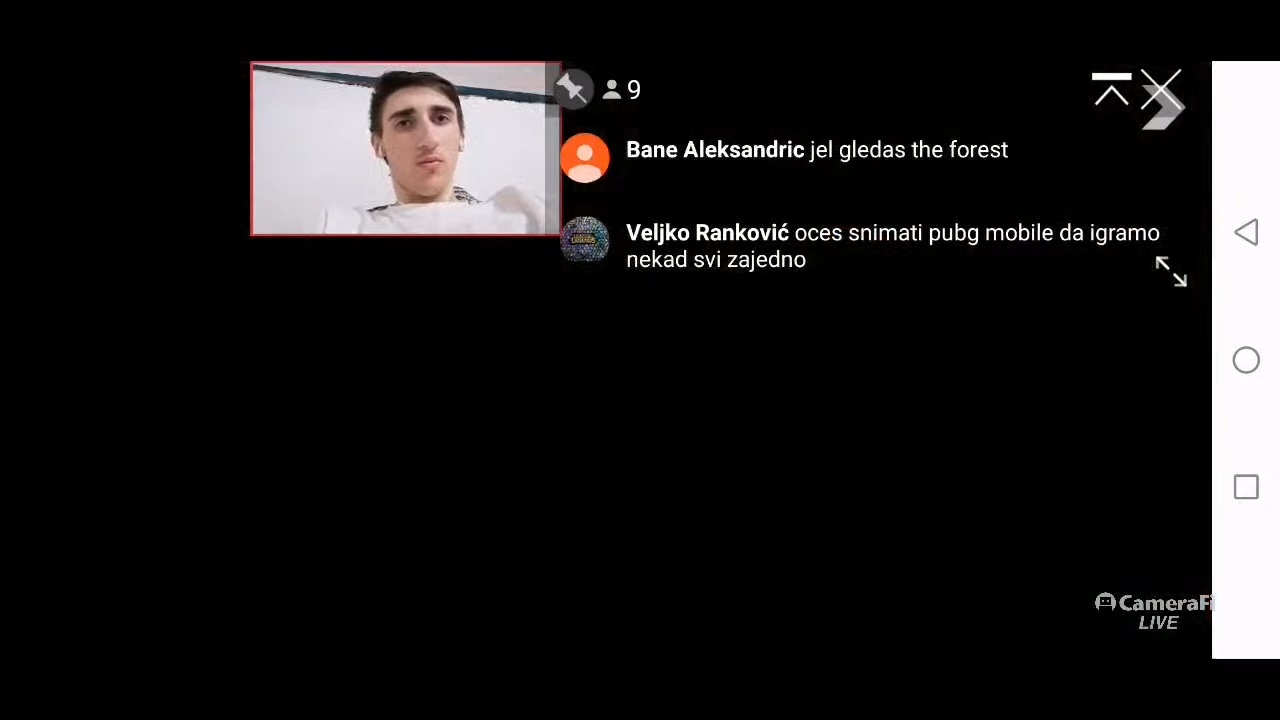 9
Bane Aleksandric jel gledas the forest
Veljko Ranković oces snimati pubg mobile da igramo
nekad svi zajedno
CameraFi
LIVE